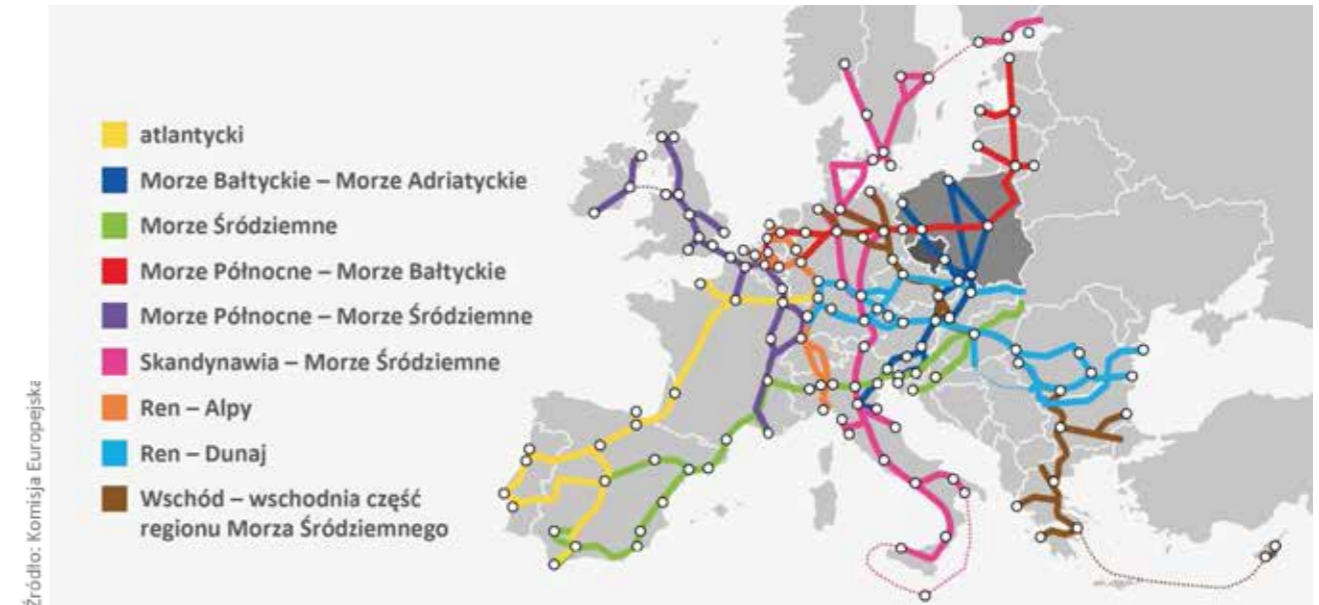 atlantycki
Morze Bałtyckie – Morze Adriatyckie
Morze Śródziemne
Morze Północne – Morze Bałtyckie
Morze Północne – Morze Śródziemne
Skandynawia – Morze Śródziemne
Ren – Alpy
Ren – Dunaj
Wschód – wschodnia część
regionu Morza Śródziemnego
Źródło: Komisja Europejska